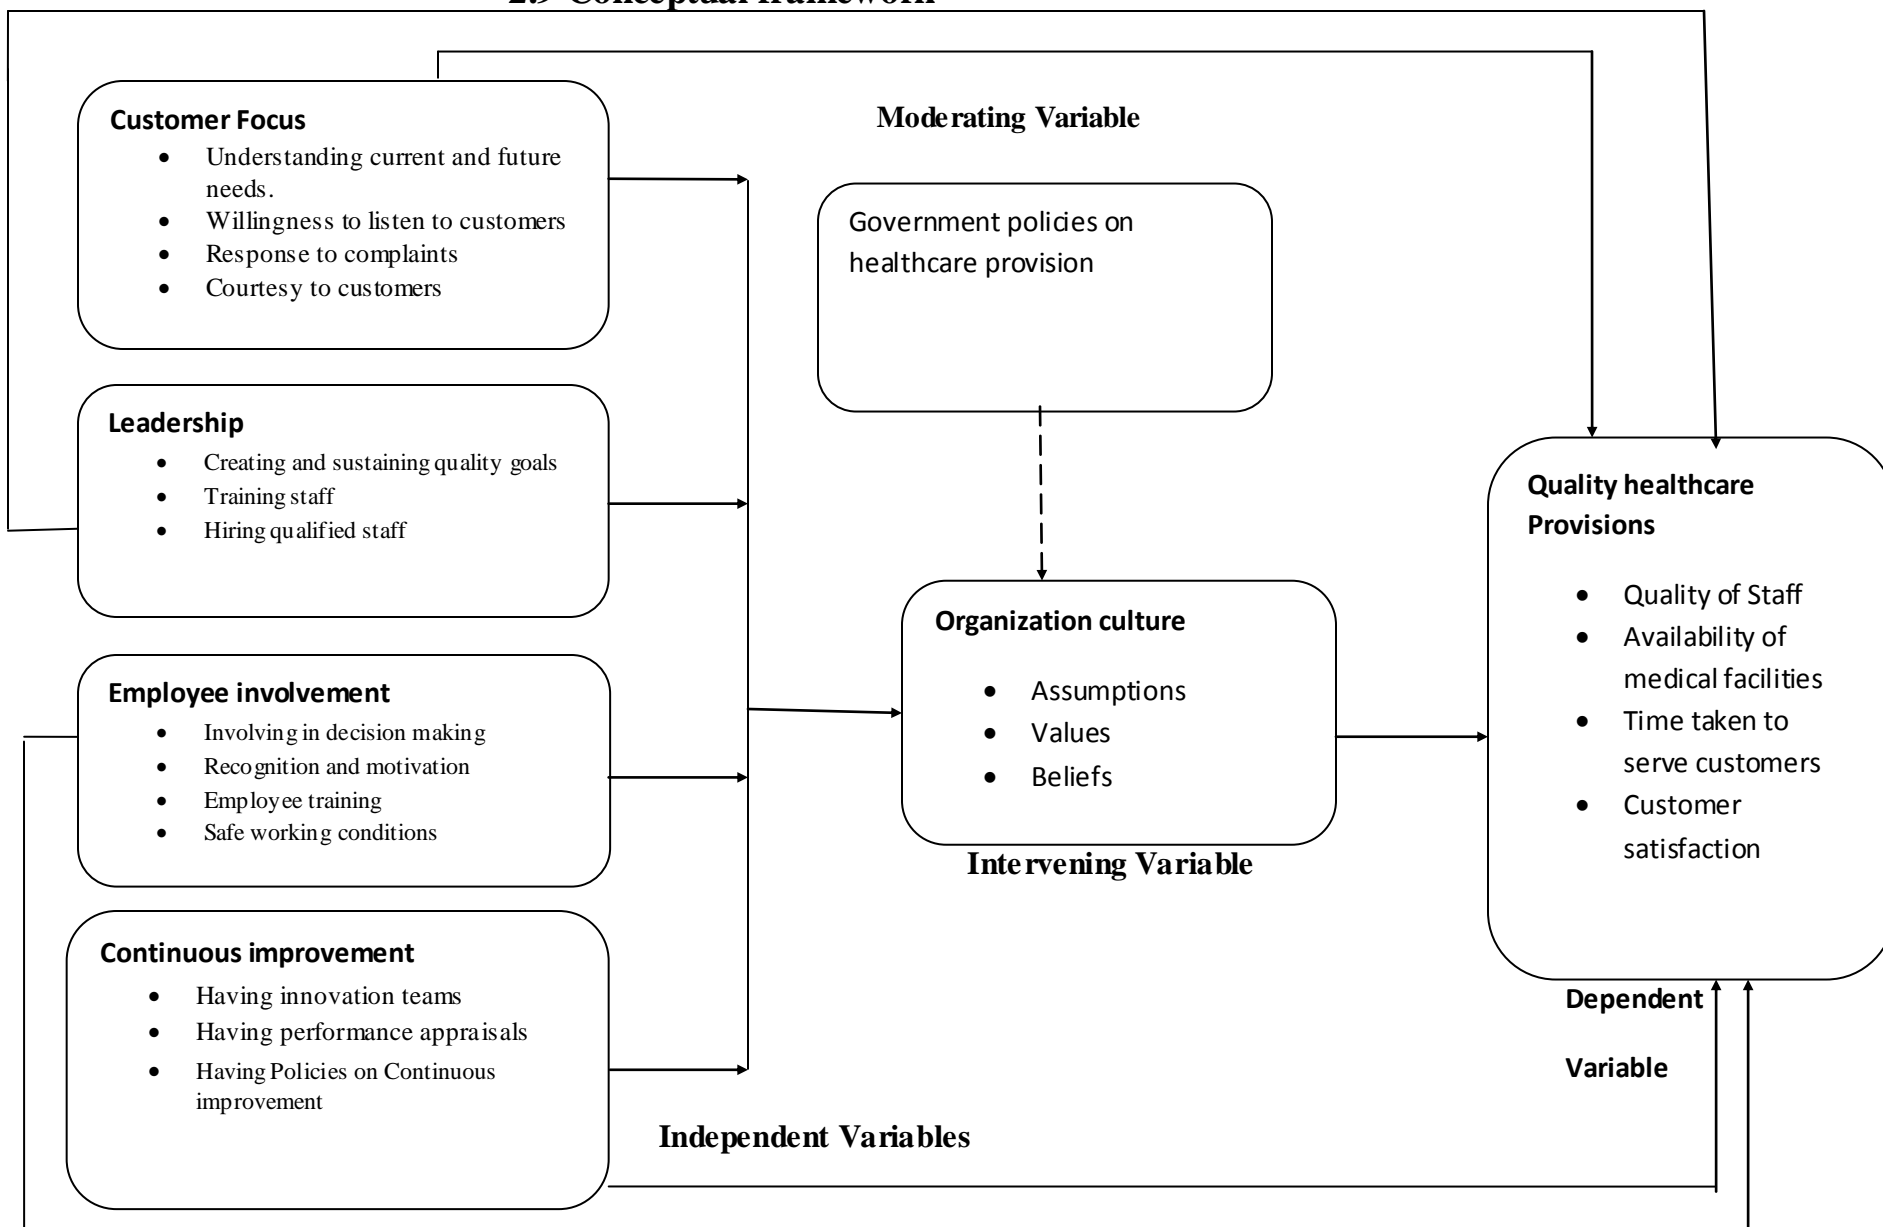 2.9 Conceptual framework
Customer Focus
• Understanding current and future
needs.
• Willingness to listen to customers
• Response to complaints
• Courtesy to customers
Moderating Variable
Government policies on
healthcare provision
Leadership
• Creating and sustaining quality goals
• Training staff
• Hiring qualified staff
Quality healthcare
Provisions
• Quality of Staff
• Availability of
medical facilities
• Time taken to
serve customers
• Customer
satisfaction
Organization culture
• Assumptions
• Values
• Beliefs
Intervening Variable
Employee involvement
• Involving in decision making
• Recognition and motivation
• Employee training
• Safe working conditions
Continuous improvement
• Having innovation teams
• Having performance appraisals
• Having Policies on Continuous
improvement
Dependent
Variable
Independent Variables